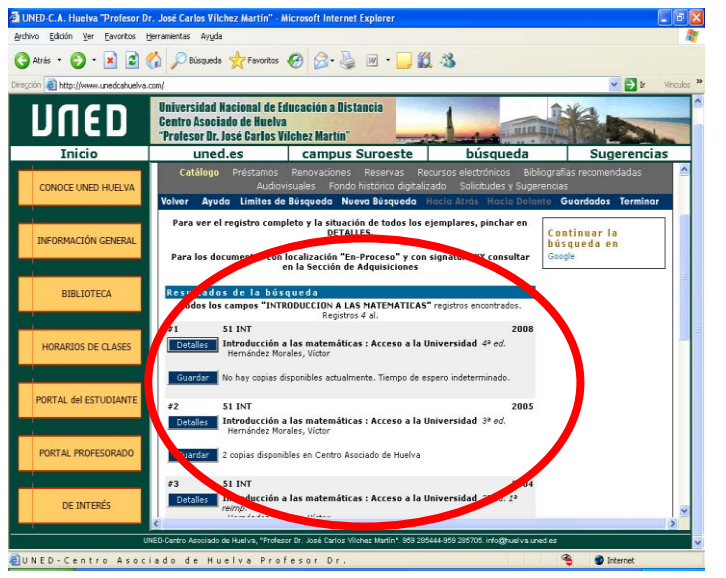 UNED-C.A. Huelva "Profesor Dr. José Carlos Vílchez Martín" - Microsoft Internet Explorer
Archivo Edición Ver Favoritos Herramientas Ayuda
Atrás Búsqueda Favoritos
Dirección http://www.unedcahuelva.com/ Ir Vínculos
UNED
Universidad Nacional de Educación a Distancia
Centro Asociado de Huelva
"Profesor Dr. José Carlos Vílchez Martín"
Inicio uned.es campus Suroeste búsqueda Sugerencias
CONOCE UNED HUELVA
INFORMACIÓN GENERAL
BIBLIOTECA
HORARIOS DE CLASES
PORTAL del ESTUDIANTE
PORTAL PROFESORADO
DE INTERÉS
Catálogo Préstamos Renovaciones Reservas Recursos electrónicos Bibliografías recomendadas
Audiovisuales Fondo histórico digitalizado Solicitudes y Sugerencias
Volver Ayuda Límites de Búsqueda Nueva Búsqueda Hacia Atrás Hacia Delante Guardados Terminar
Para ver el registro completo y la situación de todos los ejemplares, pinchar en
DETALLES.
Para los documentos con localización "En-Proceso" y con signatura XX consultar
en la Sección de Adquisiciones
Continuar la
búsqueda en
Google
Resultados de la búsqueda
Todos los campos "INTRODUCCION A LAS MATEMATICAS" registros encontrados.
Registros 4 al.
#1 51 INT 2008
Detalles Introducción a las matemáticas : Acceso a la Universidad 4ª ed.
Hernández Morales, Víctor
Guardar No hay copias disponibles actualmente. Tiempo de espero indeterminado.
#2 51 INT 2005
Detalles Introducción a las matemáticas : Acceso a la Universidad 3ª ed.
Hernández Morales, Víctor
Guardar 2 copias disponibles en Centro Asociado de Huelva
#3 51 INT 2004
Detalles Introducción a las matemáticas : Acceso a la Universidad 1ª
reimp.
UNED-Centro Asociado de Huelva, "Profesor Dr. José Carlos Vílchez Martín". 959 285444-959 285705. info@huelva.uned.es
UNED-Centro Asociado de Huelva Profesor Dr. Internet